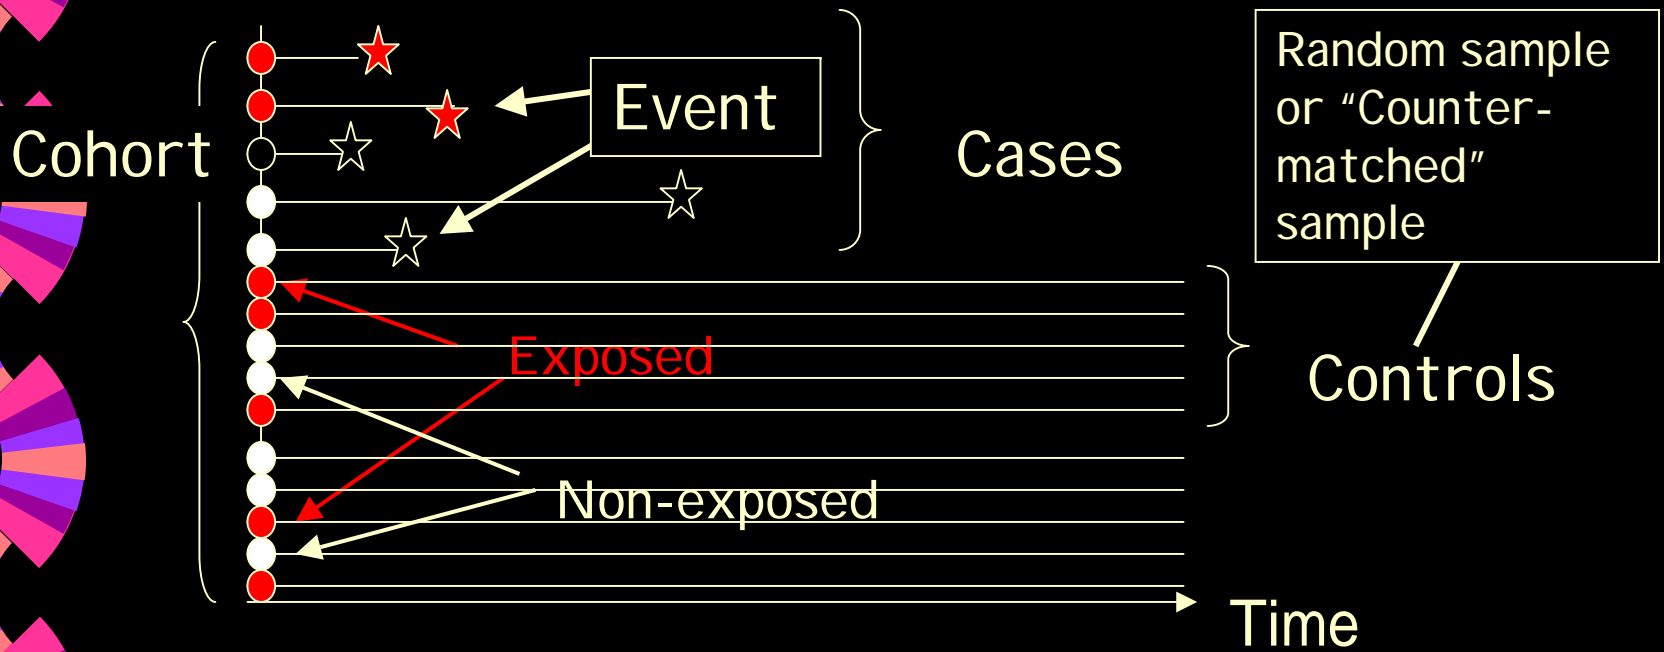 Cohort
Event
Cases
Random sample
or “Counter-
matched”
sample
Exposed
Controls
Non-exposed
Time